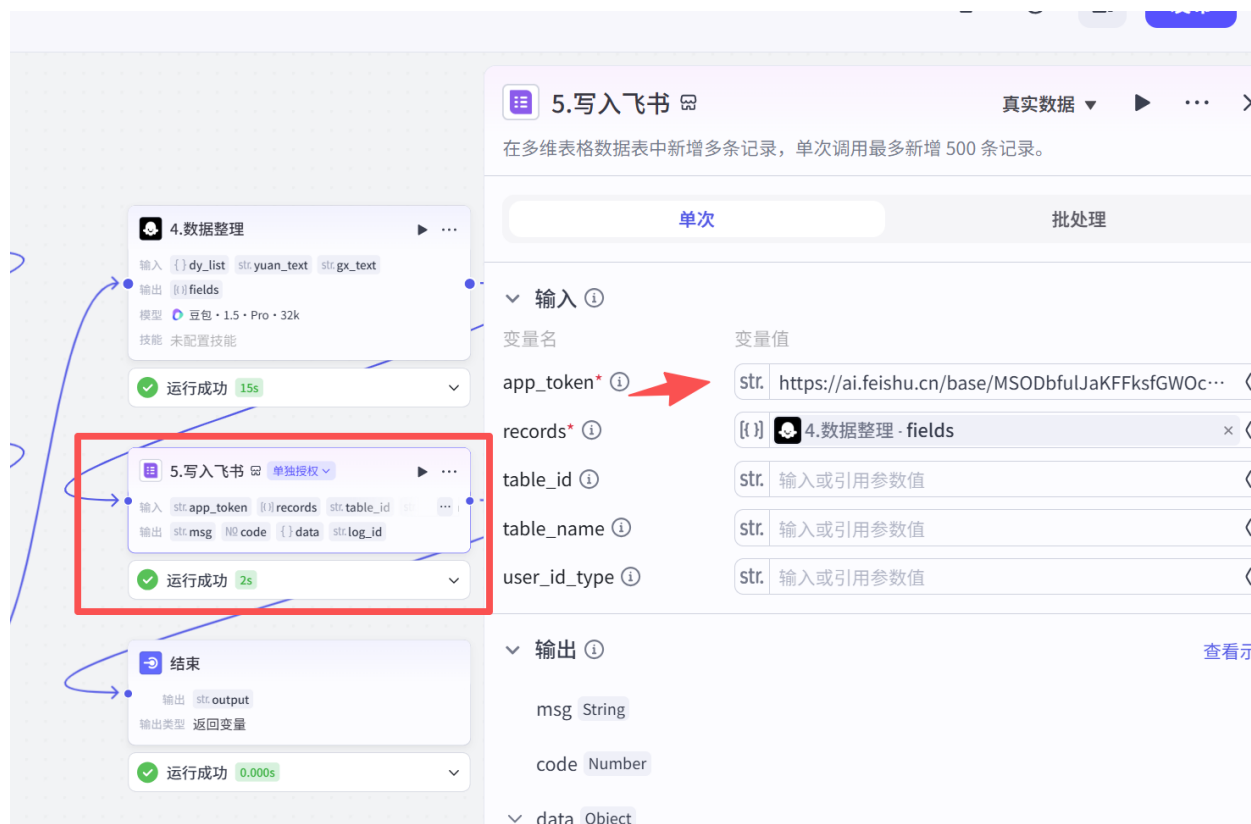 5.写入飞书
真实数据
在多维表格数据表中新增多条记录，单次调用最多新增 500 条记录。
单次
批处理
4.数据整理
输入 { } dy_list str. yuan_text str. gx_text
输出 [{}] fields
模型 豆包·1.5·Pro·32k
技能 未配置技能
运行成功 15s
5.写入飞书 单独授权
输入 str. app_token [{}] records str. table_id ···
输出 str. msg № code { } data str. log_id
运行成功 2s
结束
输出 str. output
输出类型 返回变量
运行成功 0.000s
输入
变量名 变量值
app_token* str. https://ai.feishu.cn/base/MSODbfulJaKFFksfGWOc···
records* [{ }] 4.数据整理 - fields ×
table_id str. 输入或引用参数值
table_name str. 输入或引用参数值
user_id_type str. 输入或引用参数值
输出
msg String
code Number
data Object